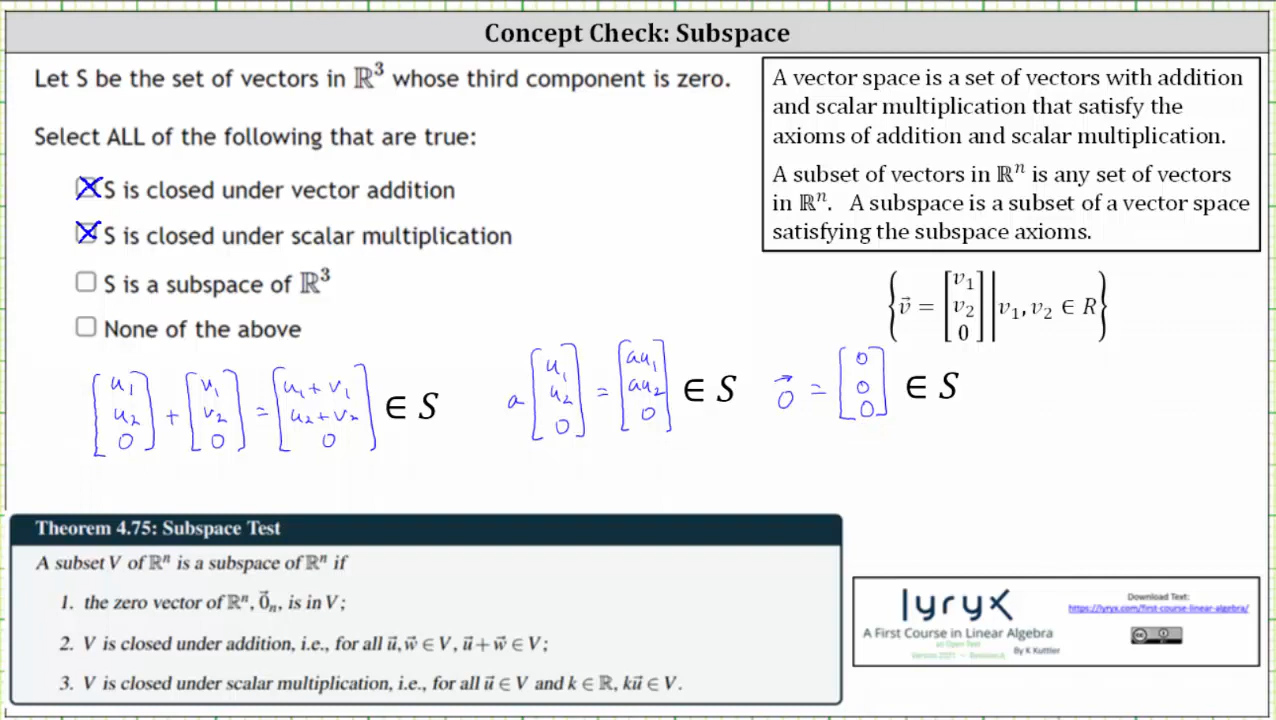 Concept Check: Subspace
Let S be the set of vectors in ℝ³ whose third component is zero.
Select ALL of the following that are true:
S is closed under vector addition
S is closed under scalar multiplication
S is a subspace of ℝ³
None of the above
A vector space is a set of vectors with addition
and scalar multiplication that satisfy the
axioms of addition and scalar multiplication.
A subset of vectors in ℝⁿ is any set of vectors
in ℝⁿ. A subspace is a subset of a vector space
satisfying the subspace axioms.
{v⃗ = [v₁ v₂ 0] | v₁, v₂ ∈ R}
[u₁ u₂ 0] + [v₁ v₂ 0] = [u₁ + v₁ u₂ + v₂ 0] ∈ S
a [u₁ u₂ 0] = [au₁ au₂ 0] ∈ S
0⃗ = [0 0 0] ∈ S
Theorem 4.75: Subspace Test
A subset V of ℝⁿ is a subspace of ℝⁿ if
1. the zero vector of ℝⁿ, 0⃗ₙ, is in V;
2. V is closed under addition, i.e., for all u⃗, w⃗ ∈ V, u⃗ + w⃗ ∈ V;
3. V is closed under scalar multiplication, i.e., for all u⃗ ∈ V and k ∈ ℝ, ku⃗ ∈ V.
lyryx
A First Course in Linear Algebra
an Open Text
By K Kuttler
Download Text:
https://lyryx.com/first-course-linear-algebra/